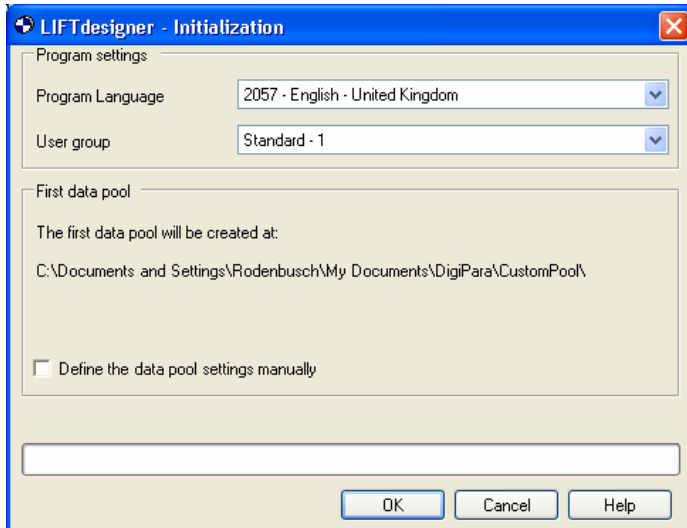 LIFTdesigner - Initialization
Program settings
Program Language 2057 - English - United Kingdom
User group Standard - 1
First data pool
The first data pool will be created at:
C:\Documents and Settings\Rodenbusch\My Documents\DigiPara\CustomPool\
Define the data pool settings manually
OK Cancel Help